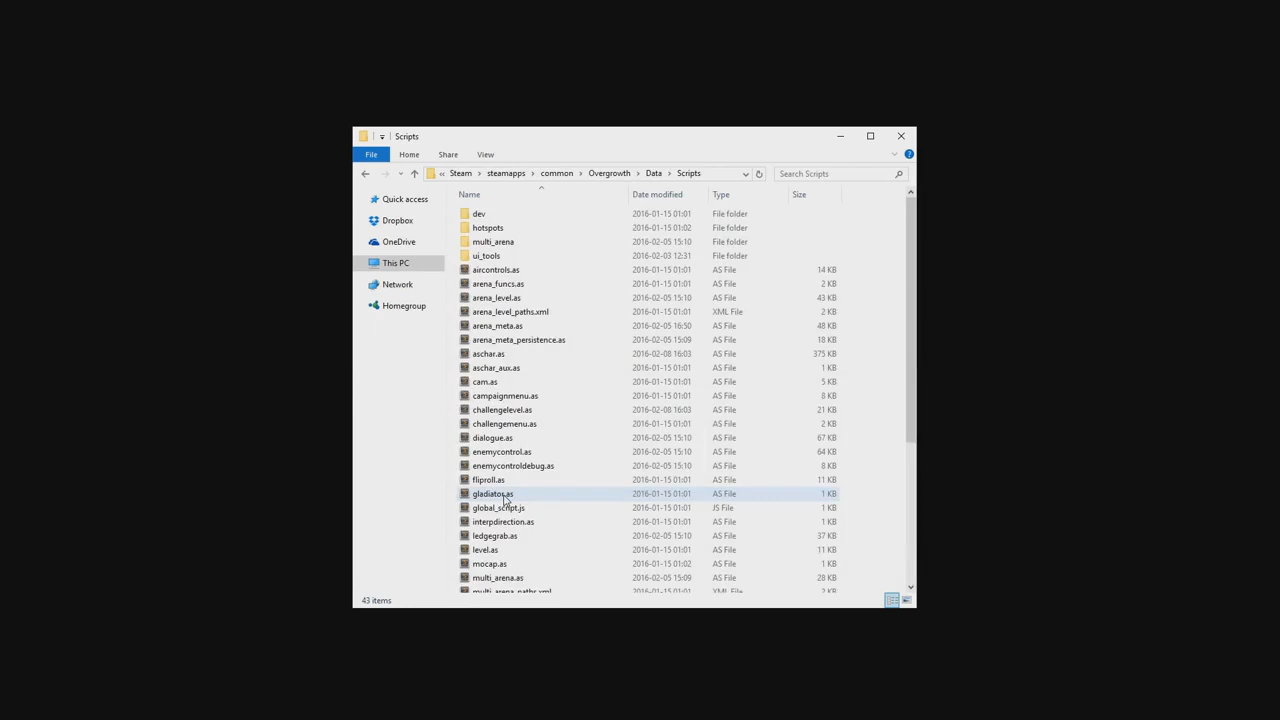 Scripts
File Home Share View
« Steam › steamapps › common › Overgrowth › Data › Scripts Search Scripts
Name Date modified Type Size
Quick access
Dropbox
OneDrive
This PC
Network
Homegroup
dev 2016-01-15 01:01 File folder
hotspots 2016-01-15 01:02 File folder
multi_arena 2016-02-05 15:10 File folder
ui_tools 2016-02-03 12:31 File folder
aircontrols.as 2016-01-15 01:01 AS File 14 KB
arena_funcs.as 2016-01-15 01:01 AS File 2 KB
arena_level.as 2016-02-05 15:10 AS File 43 KB
arena_level_paths.xml 2016-01-15 01:01 XML File 2 KB
arena_meta.as 2016-02-05 16:50 AS File 48 KB
arena_meta_persistence.as 2016-02-05 15:09 AS File 18 KB
aschar.as 2016-02-08 16:03 AS File 375 KB
aschar_aux.as 2016-01-15 01:01 AS File 1 KB
cam.as 2016-01-15 01:01 AS File 5 KB
campaignmenu.as 2016-01-15 01:01 AS File 8 KB
challengelevel.as 2016-02-08 16:03 AS File 21 KB
challengemenu.as 2016-01-15 01:01 AS File 2 KB
dialogue.as 2016-02-05 15:10 AS File 67 KB
enemycontrol.as 2016-02-05 15:10 AS File 64 KB
enemycontroldebug.as 2016-02-05 15:10 AS File 8 KB
fliproll.as 2016-01-15 01:01 AS File 11 KB
gladiator.as 2016-01-15 01:01 AS File 1 KB
global_script.js 2016-01-15 01:01 JS File 1 KB
interpdirection.as 2016-01-15 01:01 AS File 1 KB
ledgegrab.as 2016-02-05 15:10 AS File 37 KB
level.as 2016-01-15 01:01 AS File 11 KB
mocap.as 2016-01-15 01:02 AS File 1 KB
multi_arena.as 2016-02-05 15:09 AS File 28 KB
multi_arena_paths.xml 2016-01-15 01:01 XML File 2 KB
43 items